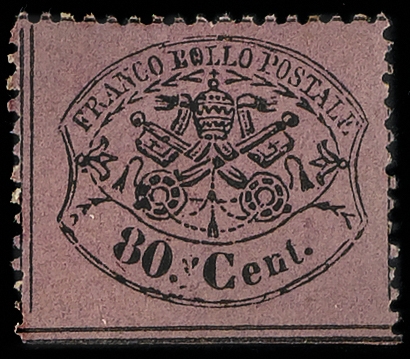 FRANCO BOLLO POSTALE
80. Cent.